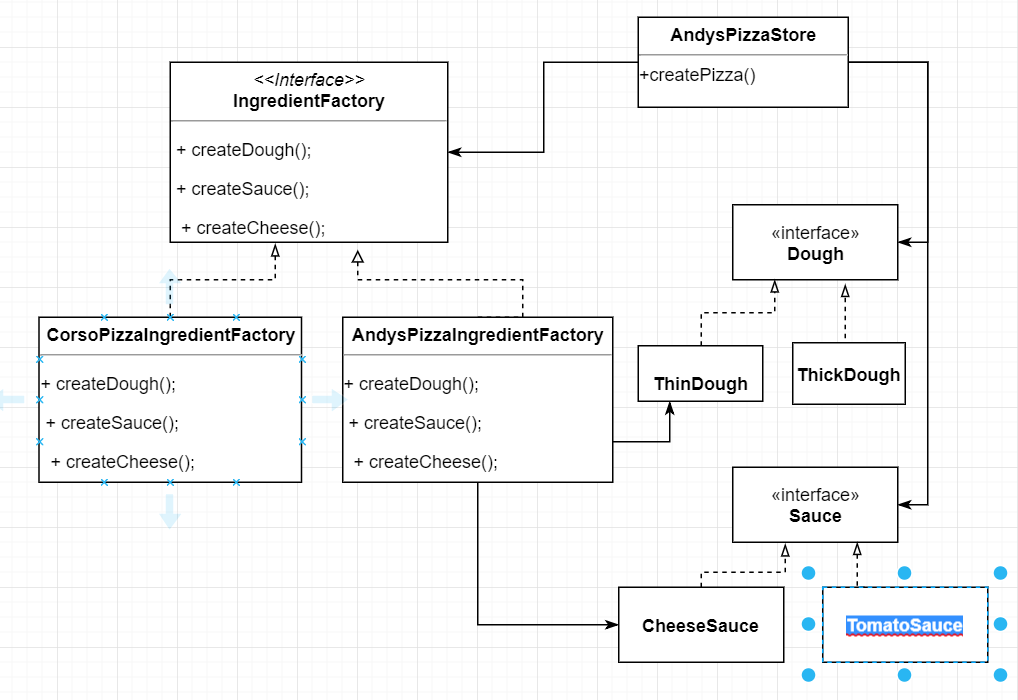 AndysPizzaStore
+createPizza()
<<Interface>>
IngredientFactory
+ createDough();
+ createSauce();
+ createCheese();
«interface»
Dough
CorsoPizzaIngredientFactory
+ createDough();
+ createSauce();
+ createCheese();
AndysPizzaIngredientFactory
+ createDough();
+ createSauce();
+ createCheese();
ThinDough
ThickDough
«interface»
Sauce
CheeseSauce
TomatoSauce